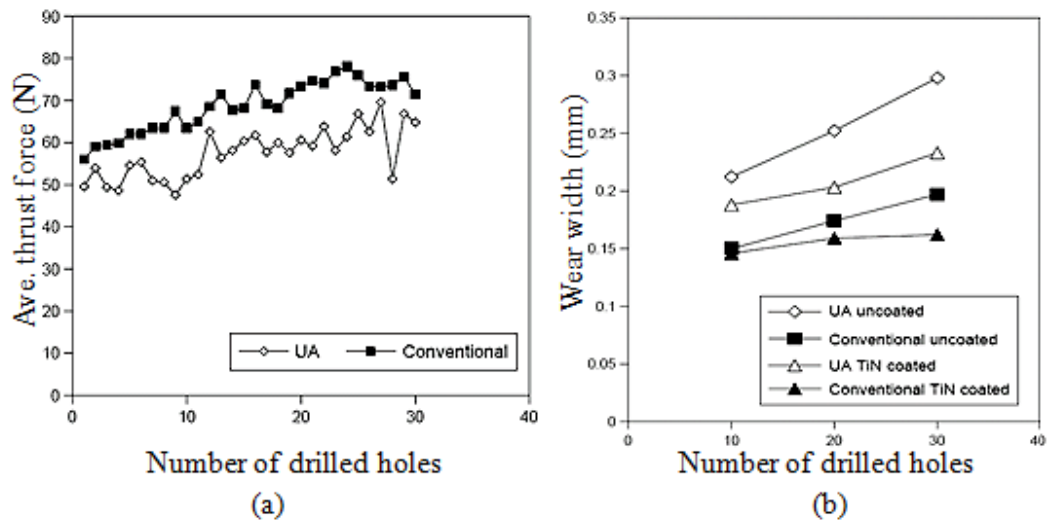 90
80
70
60
50
40
30
20
10
0
Ave. thrust force (N)
UA Conventional
0 10 20 30 40
Number of drilled holes
(a)
0.35
0.3
0.25
0.2
0.15
0.1
0.05
0
Wear width (mm)
UA uncoated
Conventional uncoated
UA TiN coated
Conventional TiN coated
0 10 20 30 40
Number of drilled holes
(b)